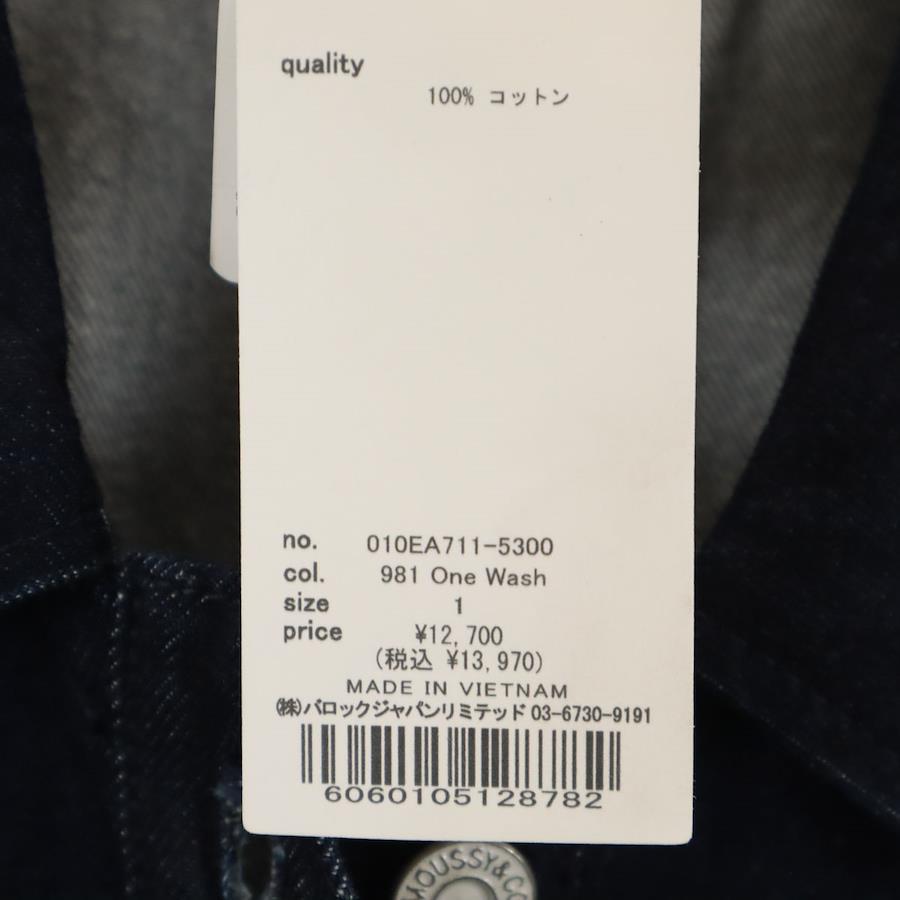 quality
100% コットン
no. 010EA711-5300
col. 981 One Wash
size 1
price ¥12,700
(税込 ¥13,970)
MADE IN VIETNAM
㈱バロックジャパンリミテッド 03-6730-9191
6060105128782
MOUSSY&CO